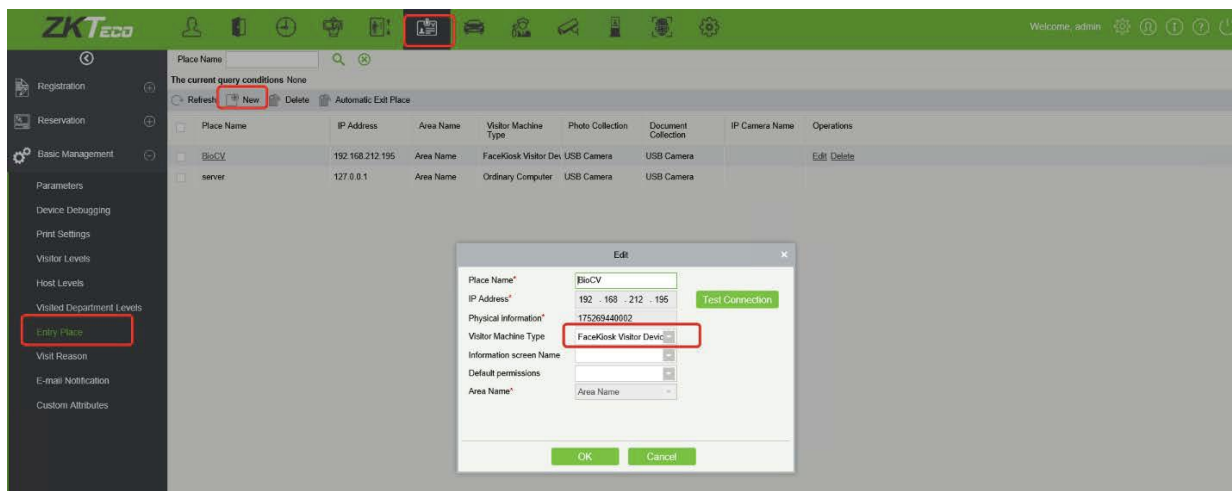 ZKTeco
Welcome, admin
Registration
Reservation
Basic Management
Parameters
Device Debugging
Print Settings
Visitor Levels
Host Levels
Visited Department Levels
Entry Place
Visit Reason
E-mail Notification
Custom Attributes
Place Name
The current query conditions None
Refresh New Delete Automatic Exit Place
Place Name IP Address Area Name Visitor Machine Type Photo Collection Document Collection IP Camera Name Operations
BioCV 192.168.212.195 Area Name FaceKiosk Visitor Dev USB Camera USB Camera Edit Delete
server 127.0.0.1 Area Name Ordinary Computer USB Camera USB Camera
Edit
Place Name* BioCV
IP Address* 192 . 168 . 212 . 195 Test Connection
Physical information* 175269440002
Visitor Machine Type FaceKiosk Visitor Devic
Information screen Name
Default permissions
Area Name* Area Name
OK Cancel